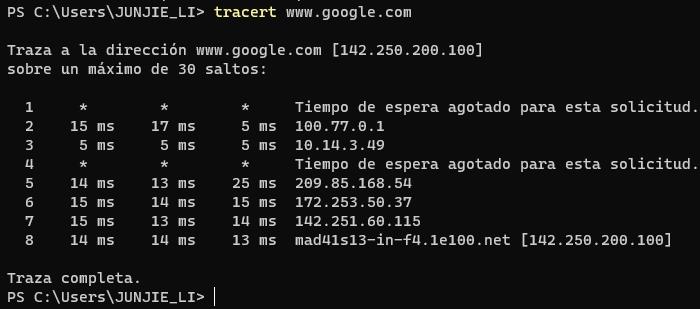 PS C:\Users\JUNJIE_LI> tracert www.google.com
Traza a la dirección www.google.com [142.250.200.100]
sobre un máximo de 30 saltos:
1 * * * Tiempo de espera agotado para esta solicitud.
2 15 ms 17 ms 5 ms 100.77.0.1
3 5 ms 5 ms 5 ms 10.14.3.49
4 * * * Tiempo de espera agotado para esta solicitud.
5 14 ms 13 ms 25 ms 209.85.168.54
6 15 ms 14 ms 15 ms 172.253.50.37
7 15 ms 13 ms 14 ms 142.251.60.115
8 14 ms 14 ms 13 ms mad41s13-in-f4.1e100.net [142.250.200.100]
Traza completa.
PS C:\Users\JUNJIE_LI>